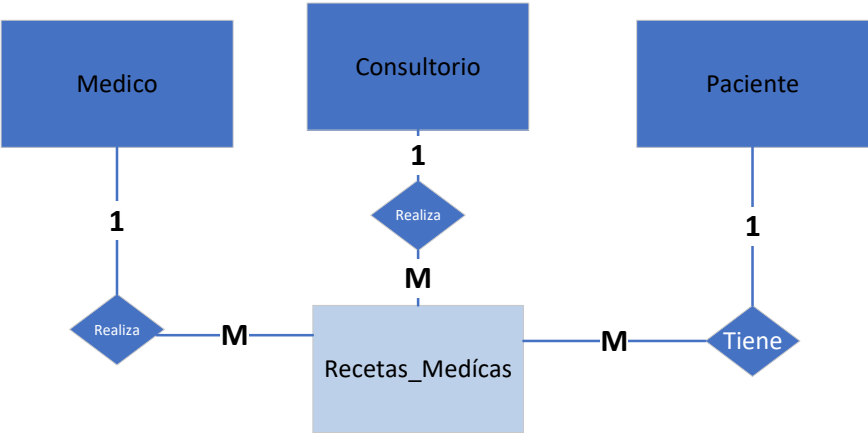 Medico
Consultorio
Paciente
1
Realiza
M
1
1
Realiza
M
Recetas_Medícas
M
Tiene